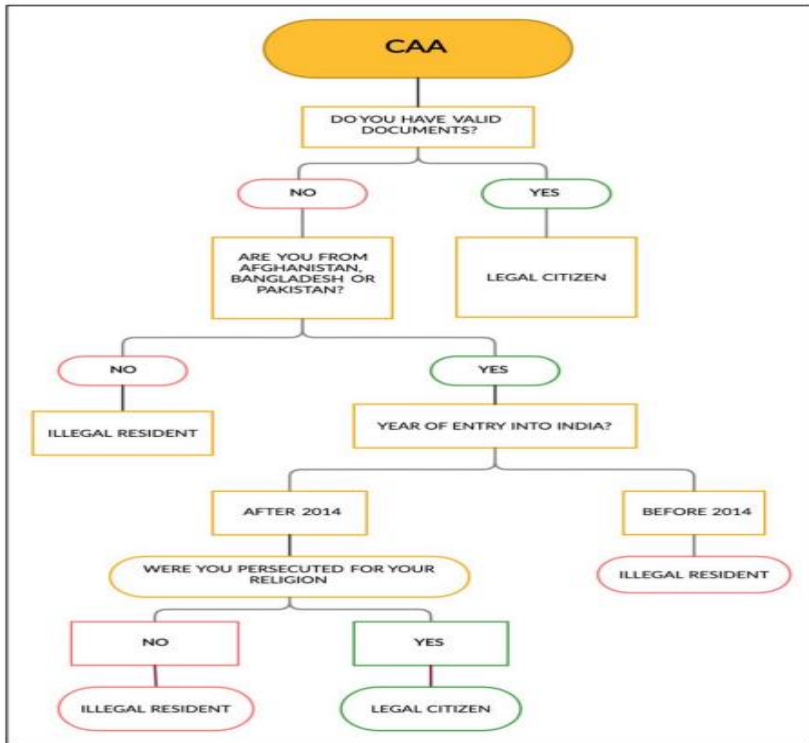 CAA
DO YOU HAVE VALID
DOCUMENTS?
NO
YES
ARE YOU FROM
AFGHANISTAN,
BANGLADESH OR
PAKISTAN?
LEGAL CITIZEN
NO
YES
ILLEGAL RESIDENT
YEAR OF ENTRY INTO INDIA?
AFTER 2014
BEFORE 2014
WERE YOU PERSECUTED FOR YOUR
RELIGION
ILLEGAL RESIDENT
NO
YES
ILLEGAL RESIDENT
LEGAL CITIZEN